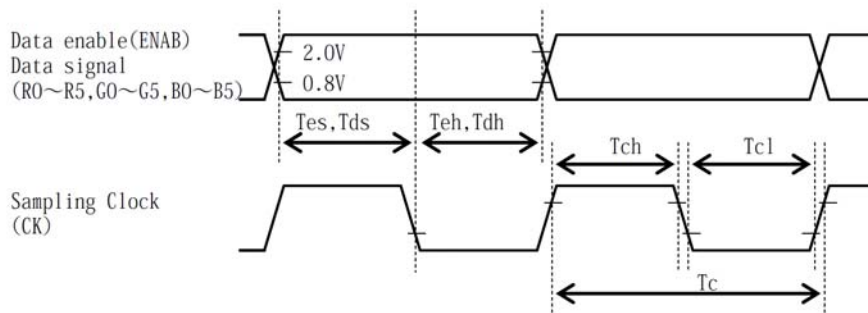 Data enable(ENAB)
Data signal
(R0～R5,G0～G5,B0～B5)
2.0V
0.8V
Tes,Tds
Teh,Tdh
Tch
Tcl
Sampling Clock
(CK)
Tc